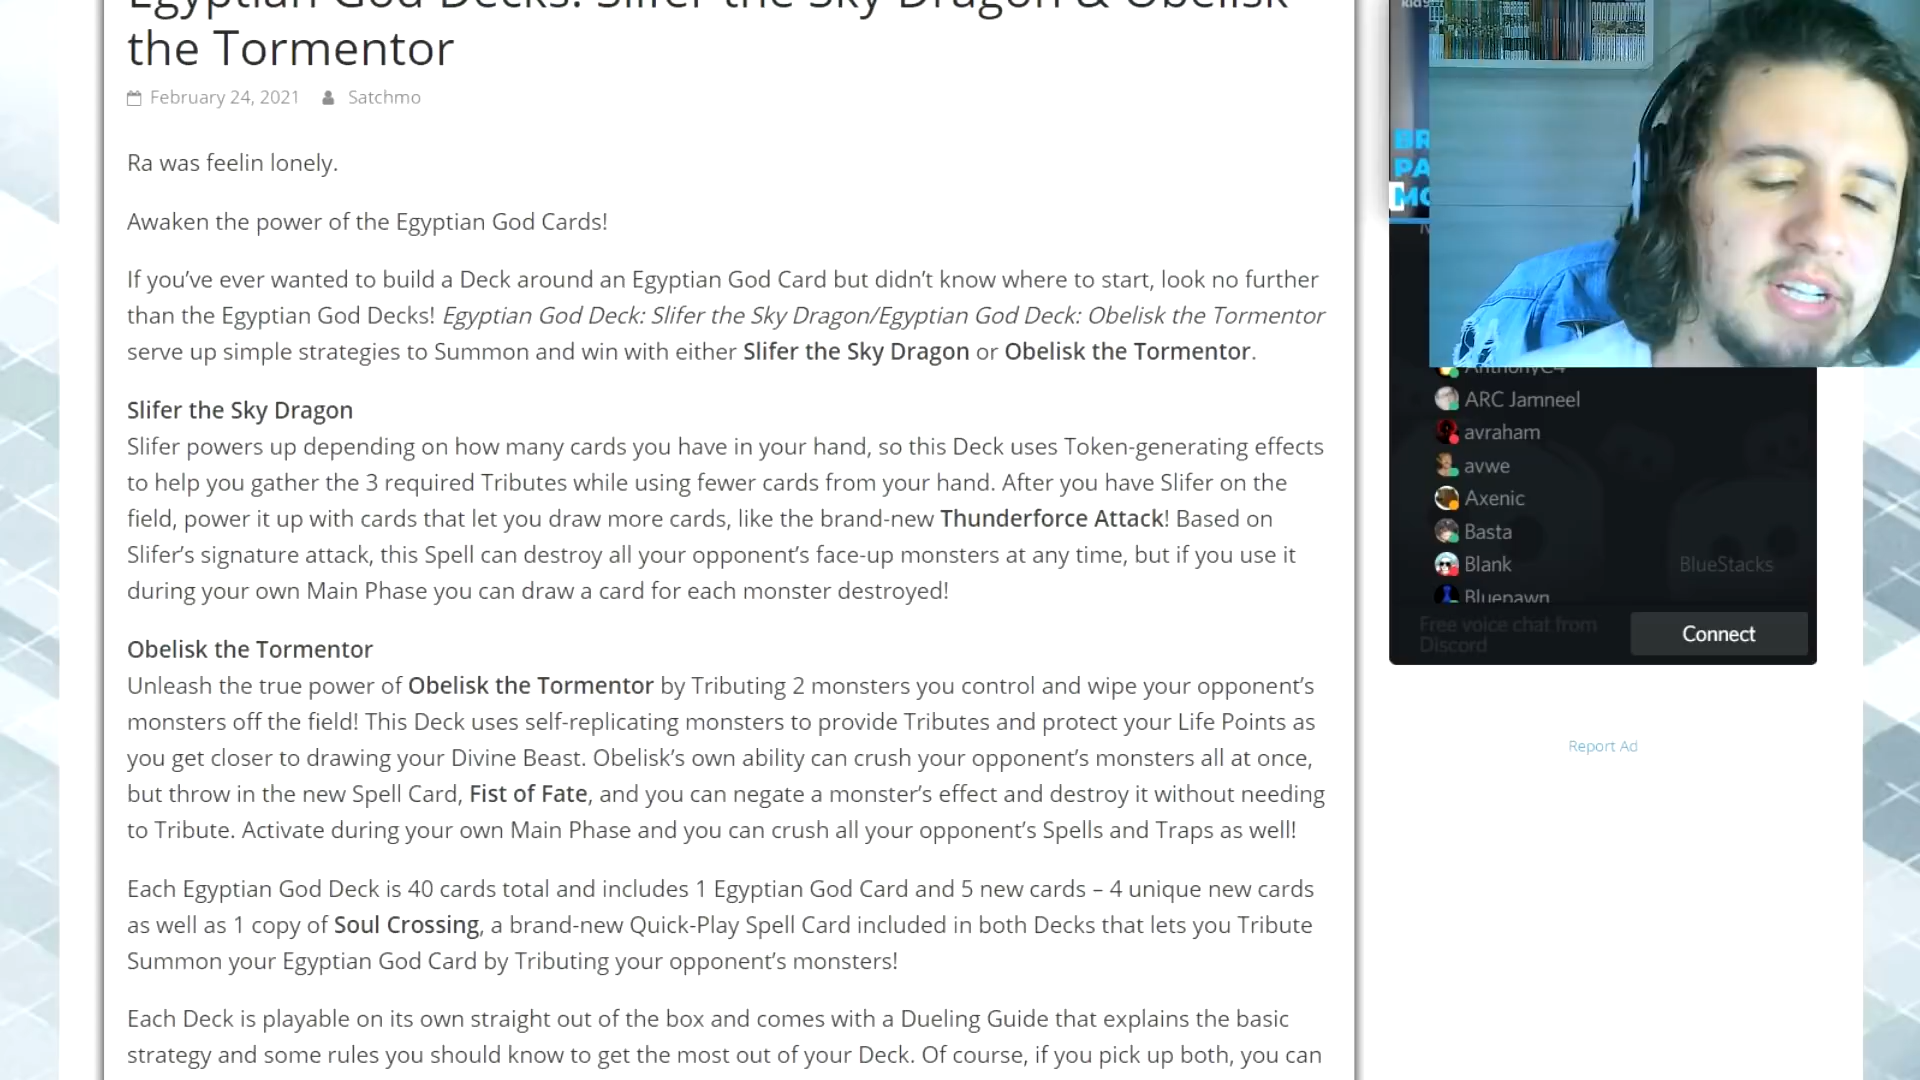 Egyptian God Decks: Slifer the Sky Dragon & Obelisk
the Tormentor
February 24, 2021 Satchmo
Ra was feelin lonely.
Awaken the power of the Egyptian God Cards!
If you’ve ever wanted to build a Deck around an Egyptian God Card but didn’t know where to start, look no further
than the Egyptian God Decks! Egyptian God Deck: Slifer the Sky Dragon/Egyptian God Deck: Obelisk the Tormentor
serve up simple strategies to Summon and win with either Slifer the Sky Dragon or Obelisk the Tormentor.
Slifer the Sky Dragon
Slifer powers up depending on how many cards you have in your hand, so this Deck uses Token-generating effects
to help you gather the 3 required Tributes while using fewer cards from your hand. After you have Slifer on the
field, power it up with cards that let you draw more cards, like the brand-new Thunderforce Attack! Based on
Slifer’s signature attack, this Spell can destroy all your opponent’s face-up monsters at any time, but if you use it
during your own Main Phase you can draw a card for each monster destroyed!
Obelisk the Tormentor
Unleash the true power of Obelisk the Tormentor by Tributing 2 monsters you control and wipe your opponent’s
monsters off the field! This Deck uses self-replicating monsters to provide Tributes and protect your Life Points as
you get closer to drawing your Divine Beast. Obelisk’s own ability can crush your opponent’s monsters all at once,
but throw in the new Spell Card, Fist of Fate, and you can negate a monster’s effect and destroy it without needing
to Tribute. Activate during your own Main Phase and you can crush all your opponent’s Spells and Traps as well!
Each Egyptian God Deck is 40 cards total and includes 1 Egyptian God Card and 5 new cards – 4 unique new cards
as well as 1 copy of Soul Crossing, a brand-new Quick-Play Spell Card included in both Decks that lets you Tribute
Summon your Egyptian God Card by Tributing your opponent’s monsters!
Each Deck is playable on its own straight out of the box and comes with a Dueling Guide that explains the basic
strategy and some rules you should know to get the most out of your Deck. Of course, if you pick up both, you can
BR
PA
MO
AnthonyC4
ARC Jamneel
avraham
avwe
Axenic
Basta
Blank BlueStacks
Bluepawn
Free voice chat from
Discord
Connect
Report Ad